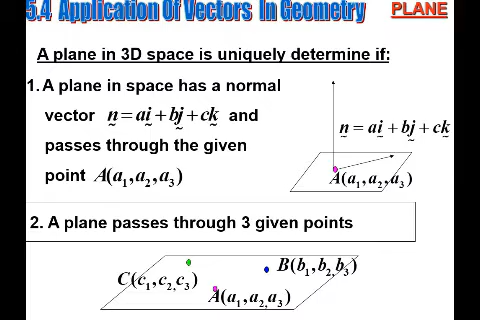 5.4 Application Of Vectors In Geometry
PLANE
A plane in 3D space is uniquely determine if:
1. A plane in space has a normal
vector n = ai + bj + ck and
passes through the given
point A(a₁, a₂, a₃)
n = ai + bj + ck
A(a₁, a₂, a₃)
2. A plane passes through 3 given points
B(b₁, b₂, b₃)
C(c₁, c₂, c₃)
A(a₁, a₂, a₃)